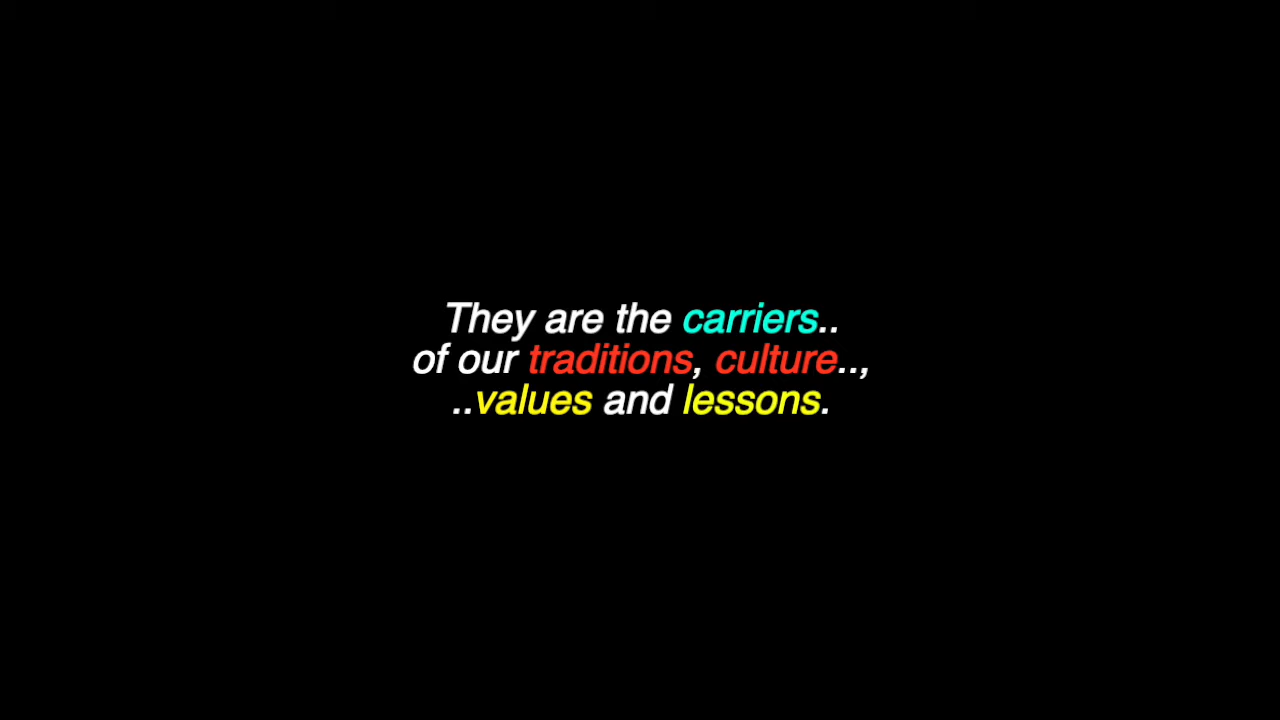 They are the carriers..
of our traditions, culture..,
..values and lessons.